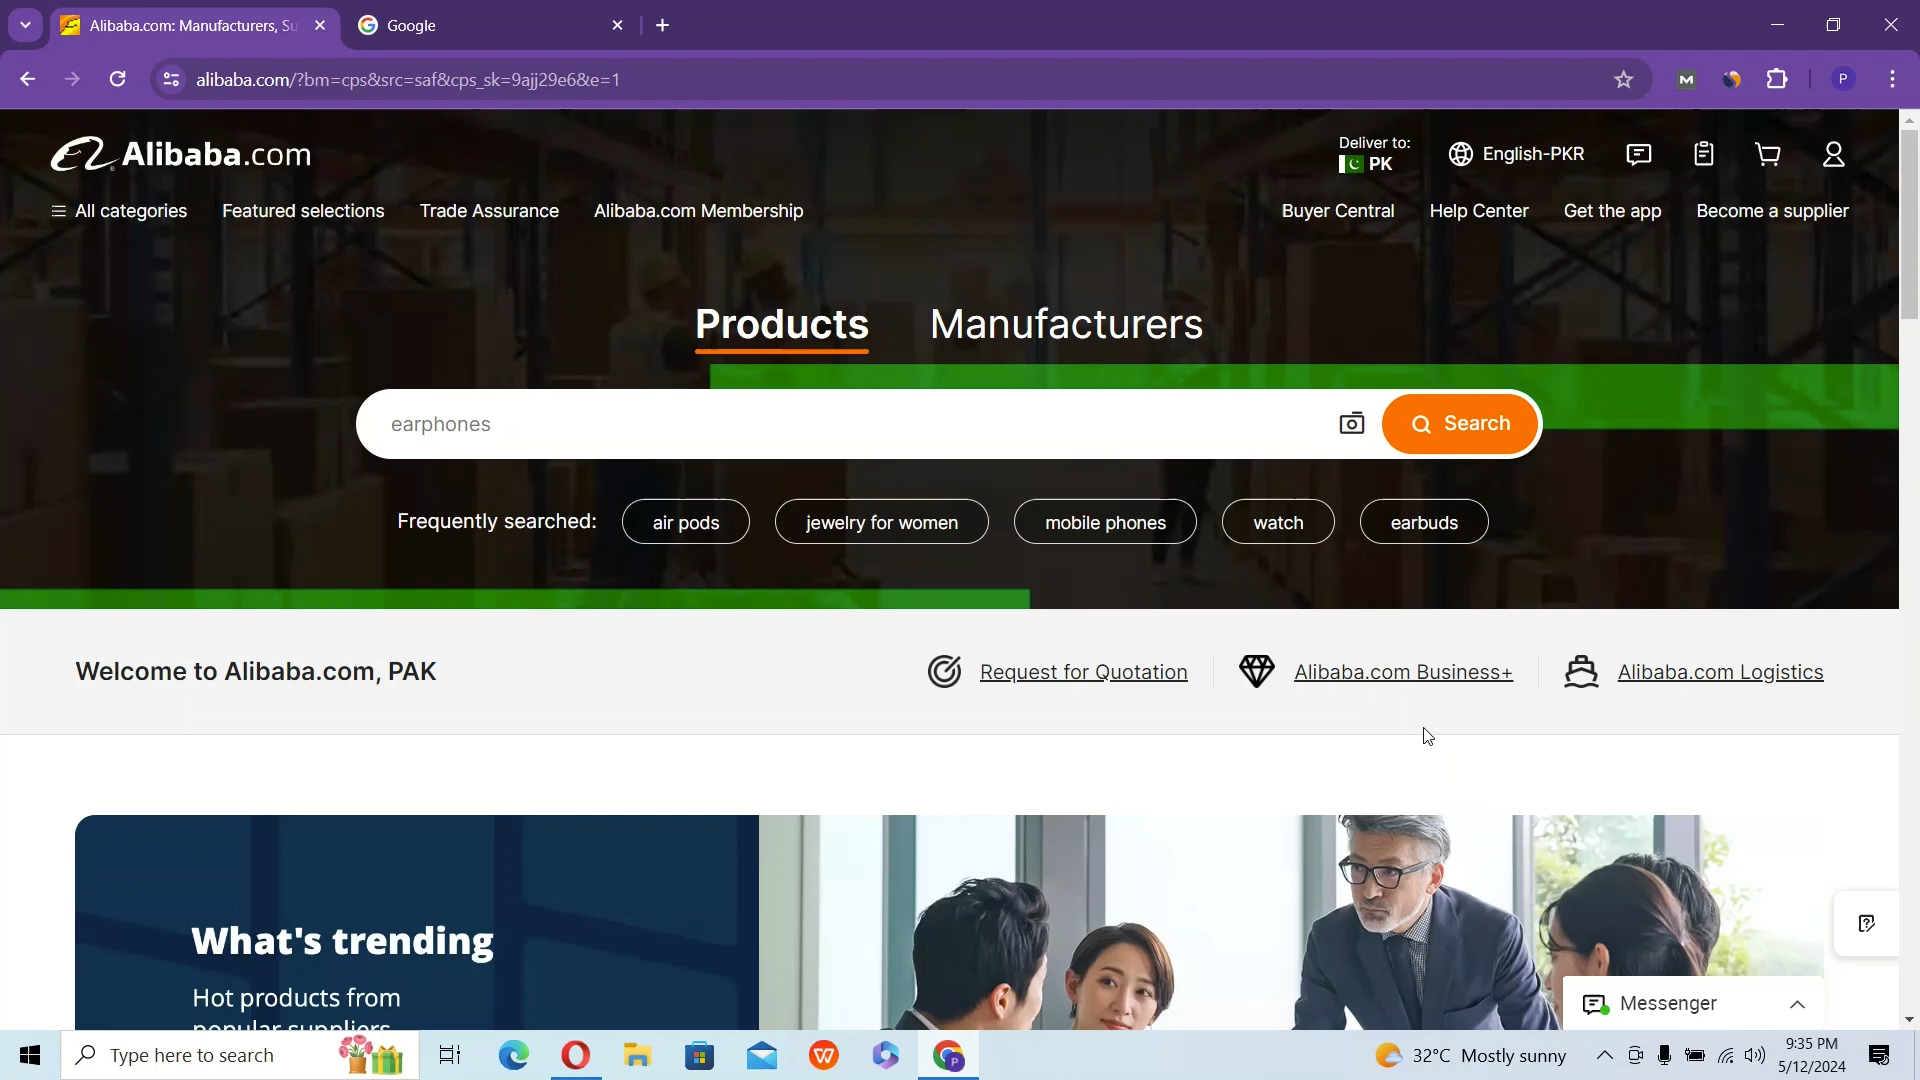 Alibaba.com: Manufacturers, Su
Google
alibaba.com/?bm=cps&src=saf&cps_sk=9ajj29e6&e=1
P
Alibaba.com
Deliver to:
PK
English-PKR
All categories
Featured selections
Trade Assurance
Alibaba.com Membership
Buyer Central
Help Center
Get the app
Become a supplier
Products
Manufacturers
earphones
Search
Frequently searched:
air pods
jewelry for women
mobile phones
watch
earbuds
Welcome to Alibaba.com, PAK
Request for Quotation
Alibaba.com Business+
Alibaba.com Logistics
What's trending
Hot products from
popular suppliers
Messenger
Type here to search
32°C Mostly sunny
9:35 PM
5/12/2024